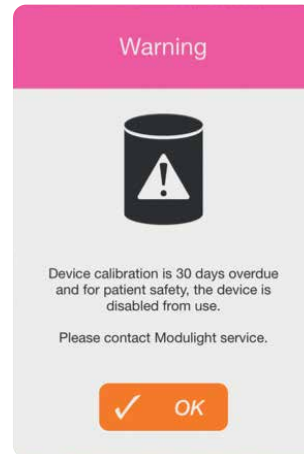 Warning
Device calibration is 30 days overdue
and for patient safety, the device is
disabled from use.
Please contact Modulight service.
OK